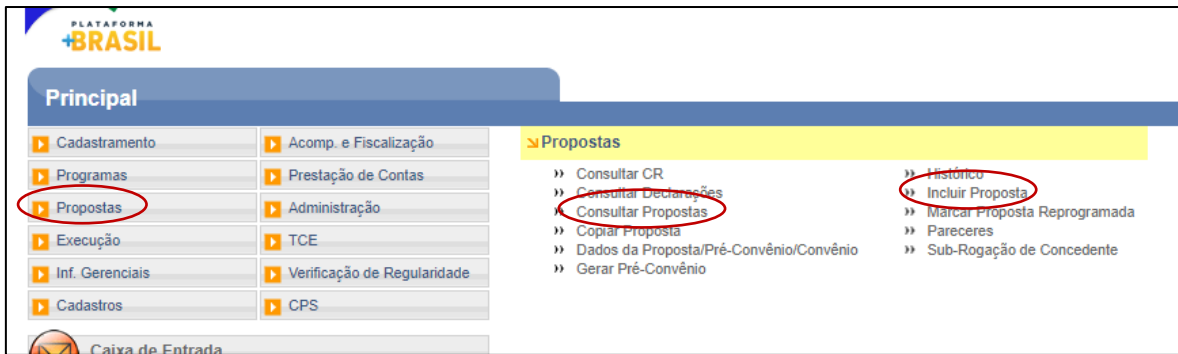 PLATAFORMA
+BRASIL
Principal
Cadastramento
Acomp. e Fiscalização
Programas
Prestação de Contas
Propostas
Administração
Execução
TCE
Inf. Gerenciais
Verificação de Regularidade
Cadastros
CPS
Caixa de Entrada
Propostas
Consultar CR
Consultar Declarações
Consultar Propostas
Copiar Proposta
Dados da Proposta/Pré-Convênio/Convênio
Gerar Pré-Convênio
Histórico
Incluir Proposta
Marcar Proposta Reprogramada
Pareceres
Sub-Rogação de Concedente